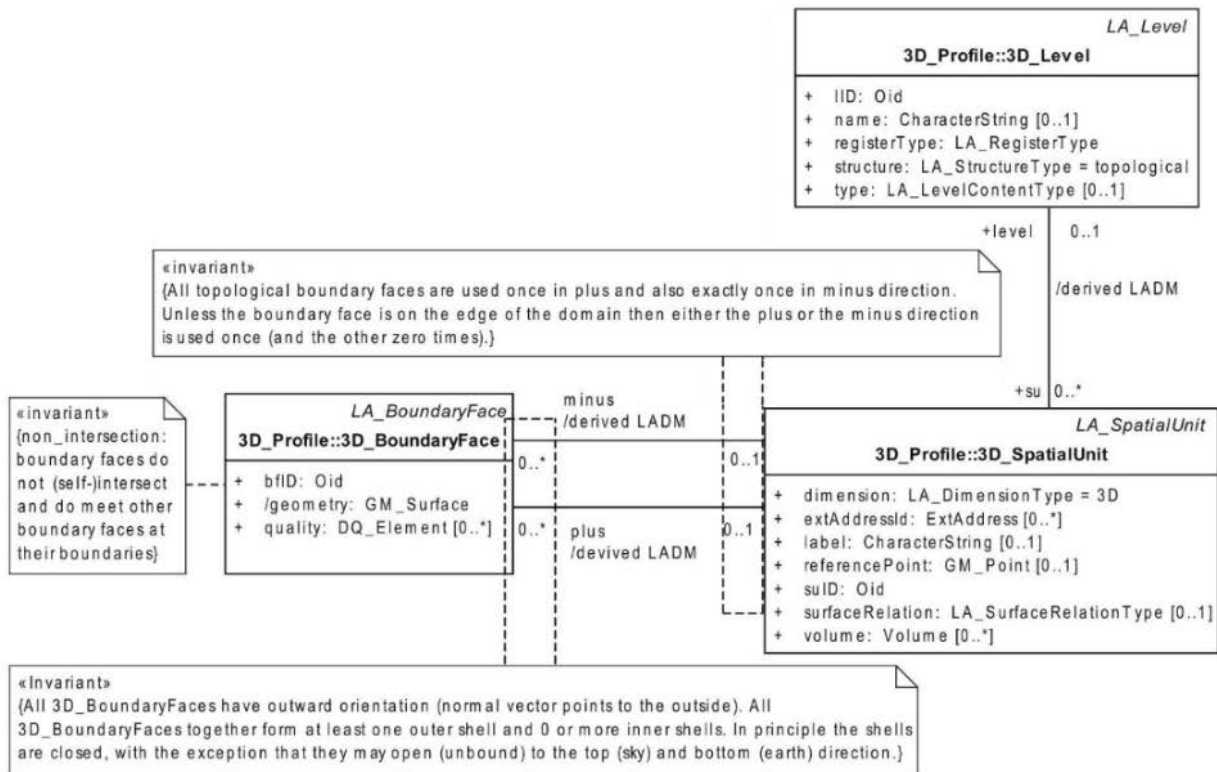 LA_Level
3D_Profile::3D_Level
+ lID: Oid
+ name: CharacterString [0..1]
+ registerType: LA_RegisterType
+ structure: LA_StructureType = topological
+ type: LA_LevelContentType [0..1]
+level 0..1
/derived LADM
+su 0..*
«invariant»
{All topological boundary faces are used once in plus and also exactly once in minus direction.
Unless the boundary face is on the edge of the domain then either the plus or the minus direction
is used once (and the other zero times).}
«invariant»
{non_intersection:
boundary faces do
not (self-)intersect
and do meet other
boundary faces at
their boundaries}
LA_BoundaryFace
3D_Profile::3D_BoundaryFace
+ bfID: Oid
+ /geometry: GM_Surface
+ quality: DQ_Element [0..*]
minus
/derived LADM
0..* 0..1
0..* 0..1
plus
/devived LADM
LA_SpatialUnit
3D_Profile::3D_SpatialUnit
+ dimension: LA_DimensionType = 3D
+ extAddressId: ExtAddress [0..*]
+ label: CharacterString [0..1]
+ referencePoint: GM_Point [0..1]
+ suID: Oid
+ surfaceRelation: LA_SurfaceRelationType [0..1]
+ volume: Volume [0..*]
«Invariant»
{All 3D_BoundaryFaces have outward orientation (normal vector points to the outside). All
3D_BoundaryFaces together form at least one outer shell and 0 or more inner shells. In principle the shells
are closed, with the exception that they may open (unbound) to the top (sky) and bottom (earth) direction.}